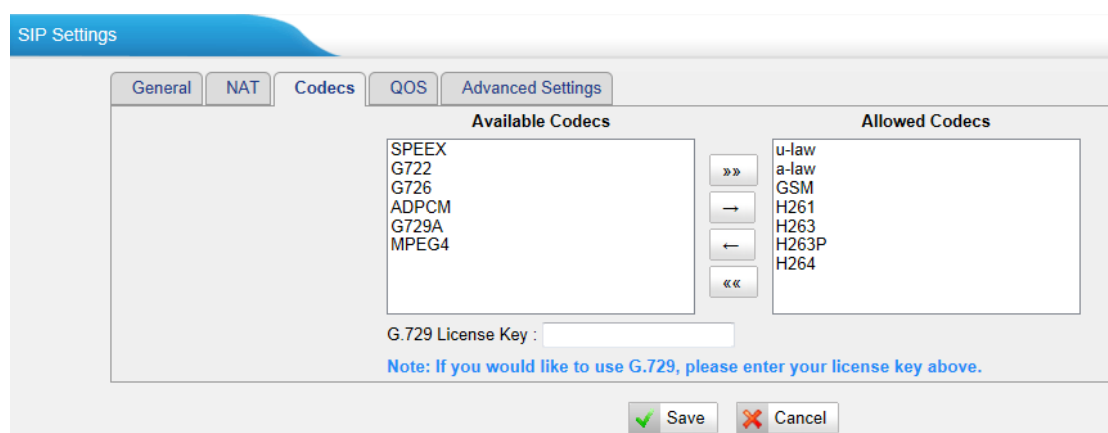 SIP Settings
General NAT Codecs QOS Advanced Settings
Available Codecs
Allowed Codecs
SPEEX
G722
G726
ADPCM
G729A
MPEG4
»»
→
←
««
u-law
a-law
GSM
H261
H263
H263P
H264
G.729 License Key :
Note: If you would like to use G.729, please enter your license key above.
Save Cancel